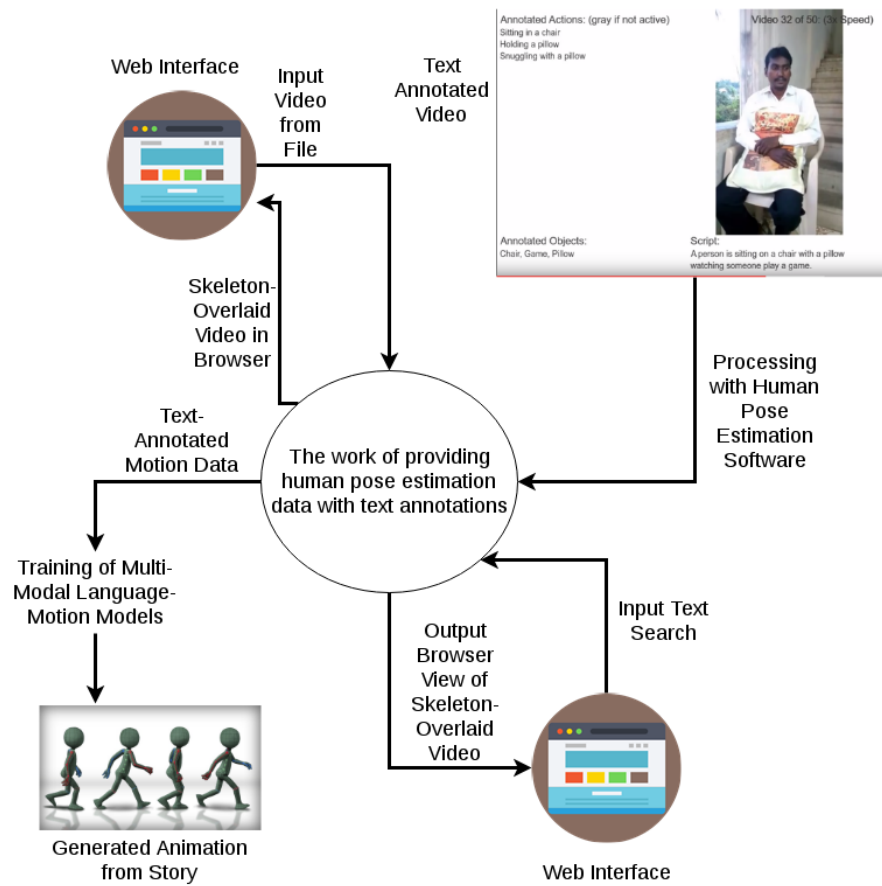 Web Interface
Input
Video
from
File
Text
Annotated
Video
Annotated Actions: (gray if not active)
Video 32 of 50: (3x Speed)
Sitting in a chair
Holding a pillow
Snuggling with a pillow
Annotated Objects:
Chair, Game, Pillow
Script:
A person is sitting on a chair with a pillow
watching someone play a game.
Skeleton-
Overlaid
Video in
Browser
Processing
with Human
Pose
Estimation
Software
Text-
Annotated
Motion Data
The work of providing
human pose estimation
data with text annotations
Training of Multi-
Modal Language-
Motion Models
Output
Browser
View of
Skeleton-
Overlaid
Video
Input Text
Search
Generated Animation
from Story
Web Interface